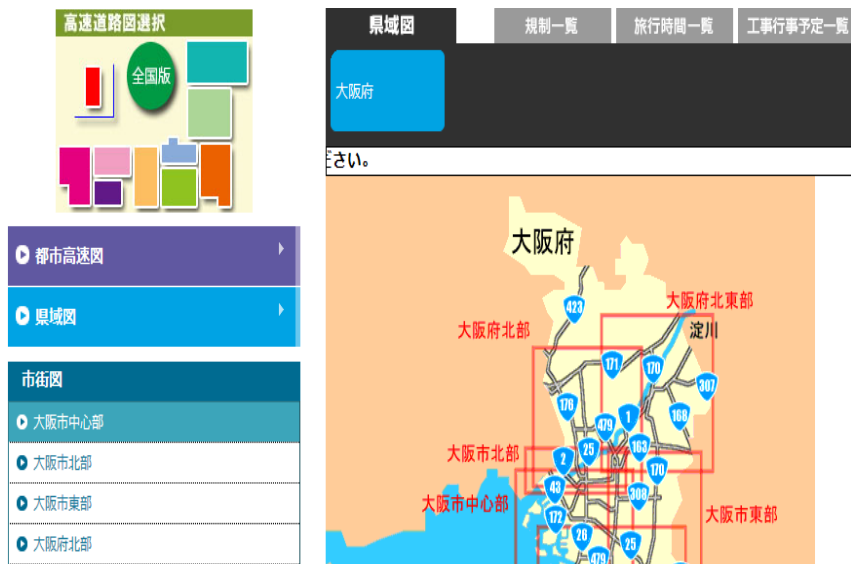 高速道路図選択
全国版
都市高速図
県域図
市街図
大阪市中心部
大阪市北部
大阪市東部
大阪府北部
県域図
規制一覧
旅行時間一覧
工事行事予定一覧
大阪府
ださい。
大阪府
大阪府北東部
423
大阪府北部
淀川
171
170
307
176
168
1
479
163
25
大阪市北部
2
170
43
308
大阪市中心部
172
大阪市東部
26
25
479